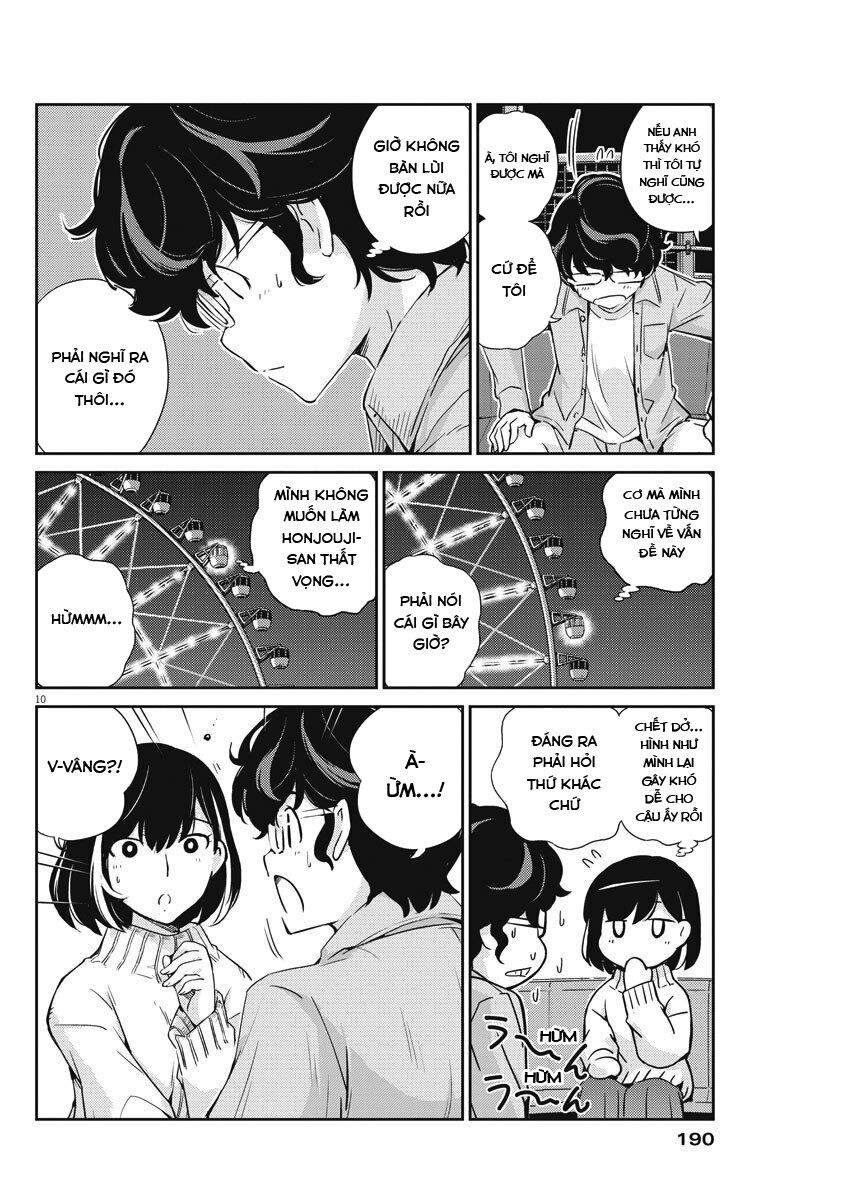 NẾU ANH
THẤY KHÓ
THÌ TÔI TỰ
NGHĨ CŨNG
ĐƯỢC...
À, TÔI NGHĨ
ĐƯỢC MÀ
CỨ ĐỂ
TÔI
GIỜ KHÔNG
BÀN LÙI
ĐƯỢC NỮA
RỒI
PHẢI NGHĨ RA
CÁI GÌ ĐÓ
THÔI...
CƠ MÀ MÌNH
CHƯA TỪNG
NGHĨ VỀ VẤN
ĐỀ NÀY
PHẢI NÓI
CÁI GÌ BÂY
GIỜ?
MÌNH KHÔNG
MUỐN LÀM
HONJOUJI-
SAN THẤT
VỌNG...
HỪMMM...
10
CHẾT DỞ...
HÌNH NHƯ
MÌNH LẠI
GÂY KHÓ
DỄ CHO
CẬU ẤY RỒI
ĐÁNG RA
PHẢI HỎI
THỨ KHÁC
CHỨ
う〜ん
HỪM
う〜ん
HỪM
À-
ỪM...!
V-VÂNG?!
190